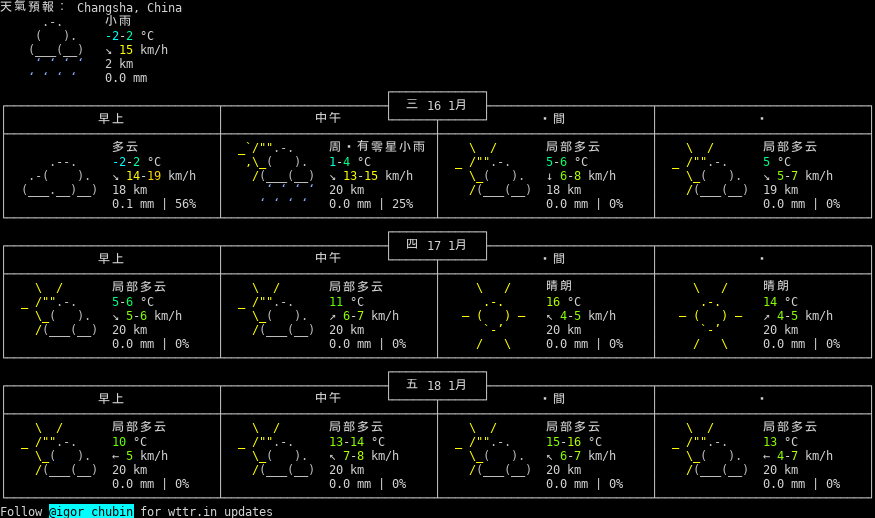 天氣預報： Changsha, China
小雨
-2-2 °C
↘ 15 km/h
2 km
0.0 mm
三 16 1月
早上 中午 ・間 ・
多云 周・有零星小雨 局部多云 局部多云
-2-2 °C 1-4 °C 5-6 °C 5 °C
↘ 14-19 km/h ↘ 13-15 km/h ↓ 6-8 km/h ↘ 5-7 km/h
18 km 20 km 18 km 19 km
0.1 mm | 56% 0.0 mm | 25% 0.0 mm | 0% 0.0 mm | 0%
四 17 1月
早上 中午 ・間 ・
局部多云 局部多云 晴朗 晴朗
5-6 °C 11 °C 16 °C 14 °C
↘ 5-6 km/h ↗ 6-7 km/h ↖ 4-5 km/h ↗ 4-5 km/h
20 km 20 km 20 km 20 km
0.0 mm | 0% 0.0 mm | 0% 0.0 mm | 0% 0.0 mm | 0%
五 18 1月
早上 中午 ・間 ・
局部多云 局部多云 局部多云 局部多云
10 °C 13-14 °C 15-16 °C 13 °C
← 5 km/h ↖ 7-8 km/h ↖ 6-7 km/h ← 4-7 km/h
20 km 20 km 20 km 20 km
0.0 mm | 0% 0.0 mm | 0% 0.0 mm | 0% 0.0 mm | 0%
Follow @igor_chubin for wttr.in updates